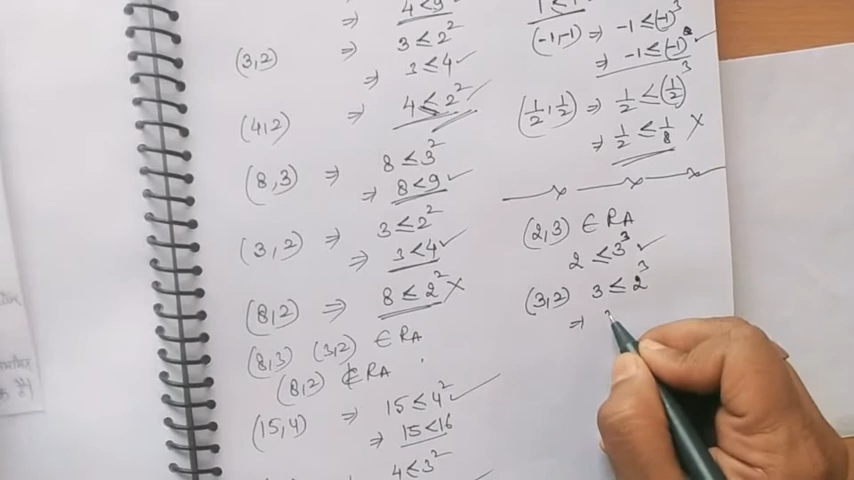 ⇒ 4 < 9
(3,2) ⇒ 3 ≤ 2²
⇒ 3 ≤ 4 ✓
(4,2) ⇒ 4 ≤ 2² ✓
(8,3) ⇒ 8 ≤ 3²
⇒ 8 < 9 ✓
(3,2) ⇒ 3 ≤ 2²
⇒ 3 < 4 ✓
(8,2) ⇒ 8 ≤ 2² X
(8,3) (3,2) ∈ RA
(8,2) ∉ RA
(15,4) ⇒ 15 ≤ 4² ✓
⇒ 15 < 16
4 ≤ 3²
(-1,-1) ⇒ -1 ≤ (-1)³
⇒ -1 ≤ (-1) ✓
(1/2, 1/2) ⇒ 1/2 ≤ (1/2)³
⇒ 1/2 ≤ 1/8 X
(2,3) ∈ RA
2 ≤ 3³ ✓
(3,2) 3 ≤ 2³
⇒